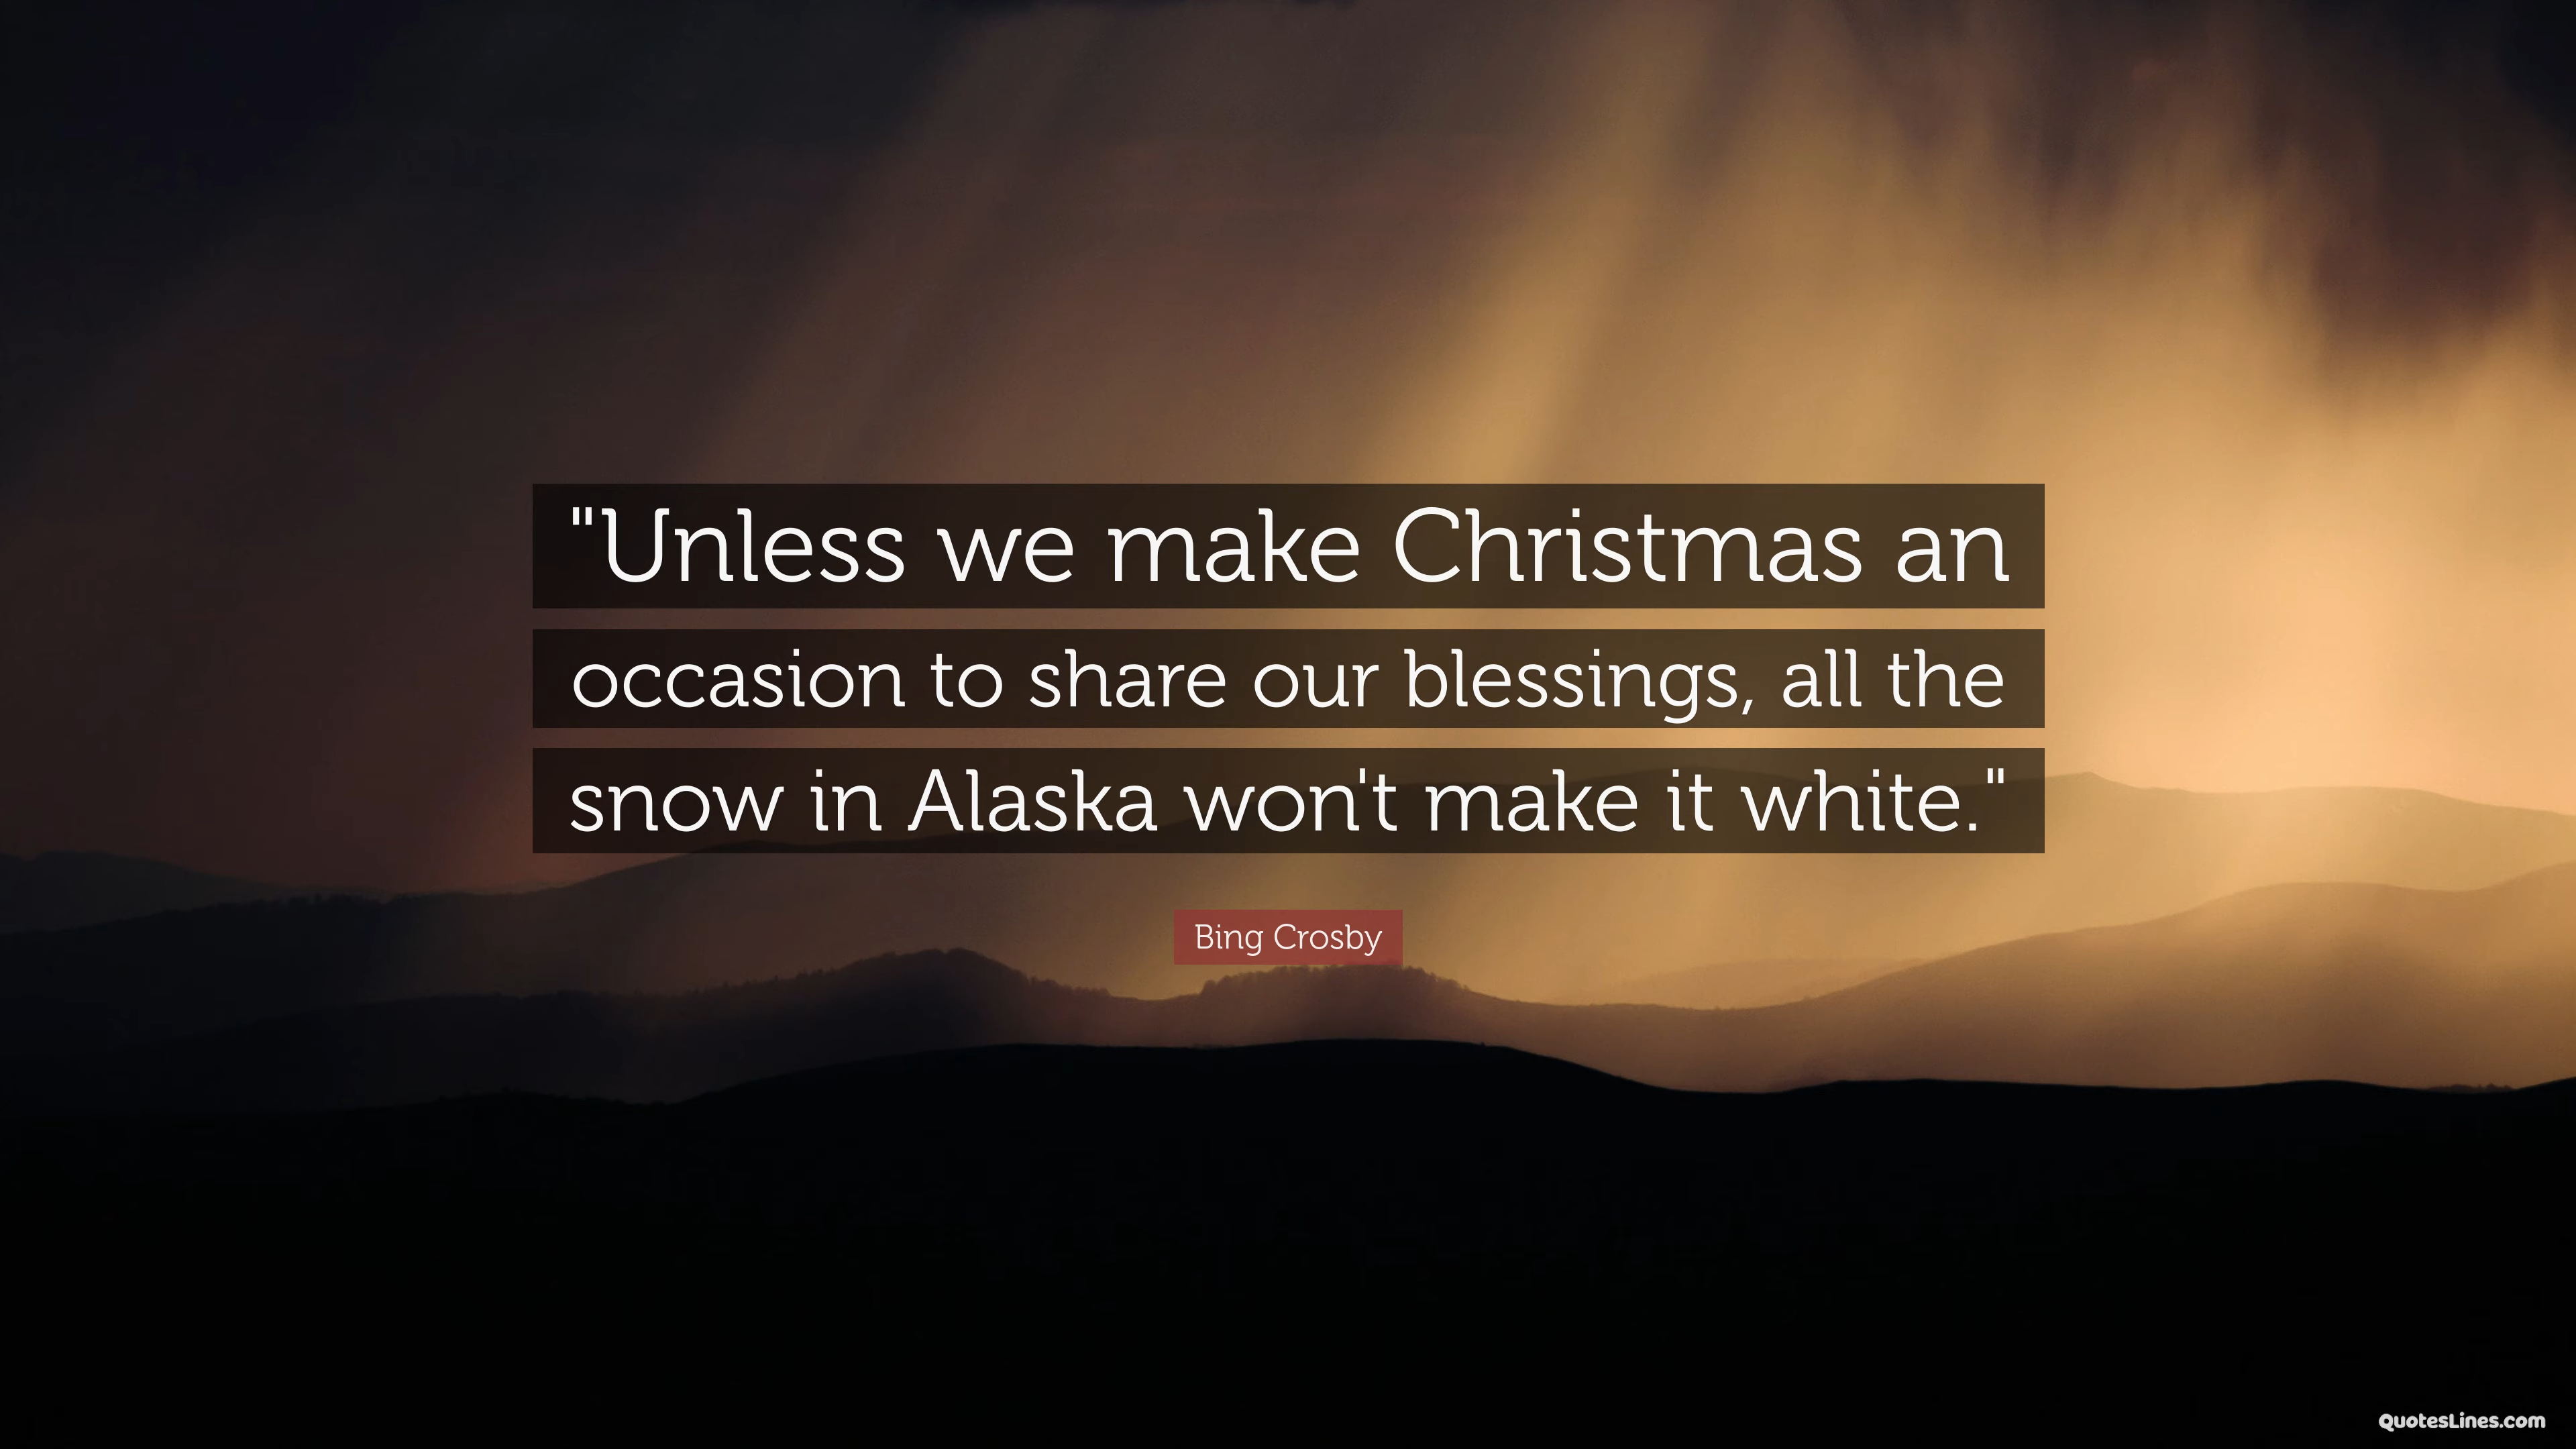 "Unless we make Christmas an
occasion to share our blessings, all the
snow in Alaska won't make it white."
Bing Crosby
QuotesLines.com